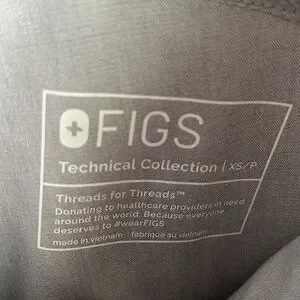 FIGS
Technical Collection | XS/P
Threads for Threads™
Donating to healthcare providers in need
around the world. Because everyone
deserves to #wearFIGS
made in vietnam | fabriqué au vietnam